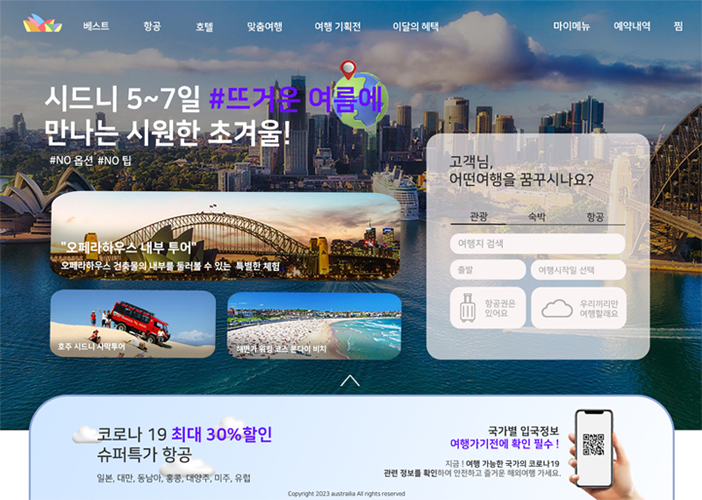 베스트 항공 호텔 맞춤여행 여행 기획전 이달의 혜택 마이메뉴 예약내역 찜
시드니 5~7일 #뜨거운 여름에
만나는 시원한 초겨울!
#NO 옵션 #NO 팁
"오페라하우스 내부 투어"
오페라하우스 건축물의 내부를 둘러볼 수 있는 특별한 체험
호주 시드니 사막투어
해변가 워킹 코스 본다이 비치
고객님,
어떤여행을 꿈꾸시나요?
관광 숙박 항공
여행지 검색
출발 여행시작일 선택
항공권은
있어요
우리끼리만
여행할래요
코로나 19 최대 30%할인
슈퍼특가 항공
일본, 대만, 동남아, 홍콩, 대양주, 미주, 유럽
국가별 입국정보
여행가기전에 확인 필수 !
지금 ! 여행 가능한 국가의 코로나19
관련 정보를 확인하여 안전하고 즐거운 해외여행 가세요.
Copyright 2023 austrailia All rights reserved